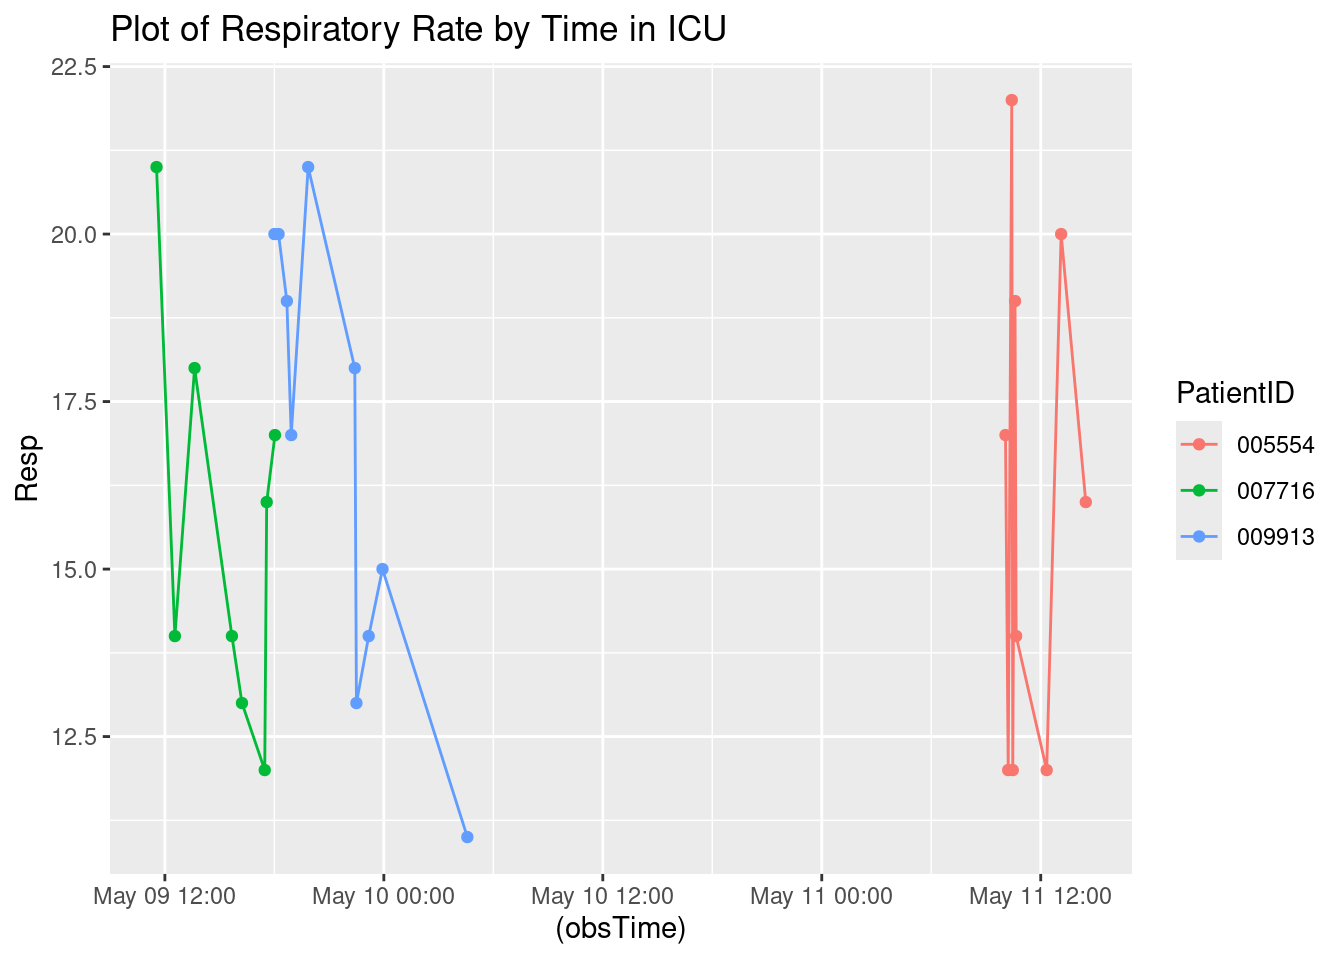 Plot of Respiratory Rate by Time in ICU
22.5
20.0
17.5
15.0
12.5
Resp
May 09 12:00
May 10 00:00
May 10 12:00
May 11 00:00
May 11 12:00
(obsTime)
PatientID
005554
007716
009913